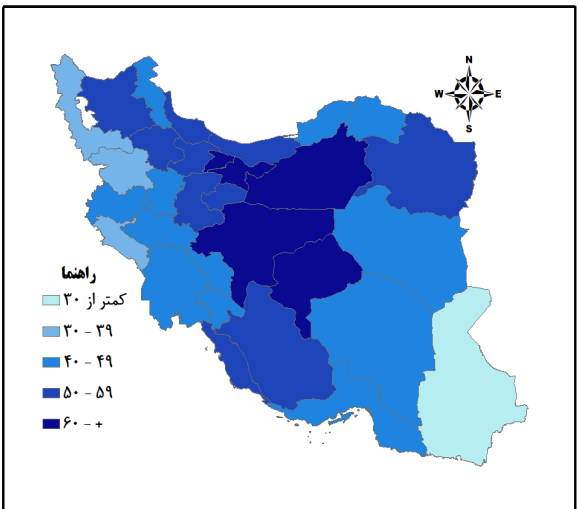 N
W E
S
راهنما
کمتر از ۳۰
۳۰ - ۳۹
۴۰ - ۴۹
۵۰ - ۵۹
۶۰ - +